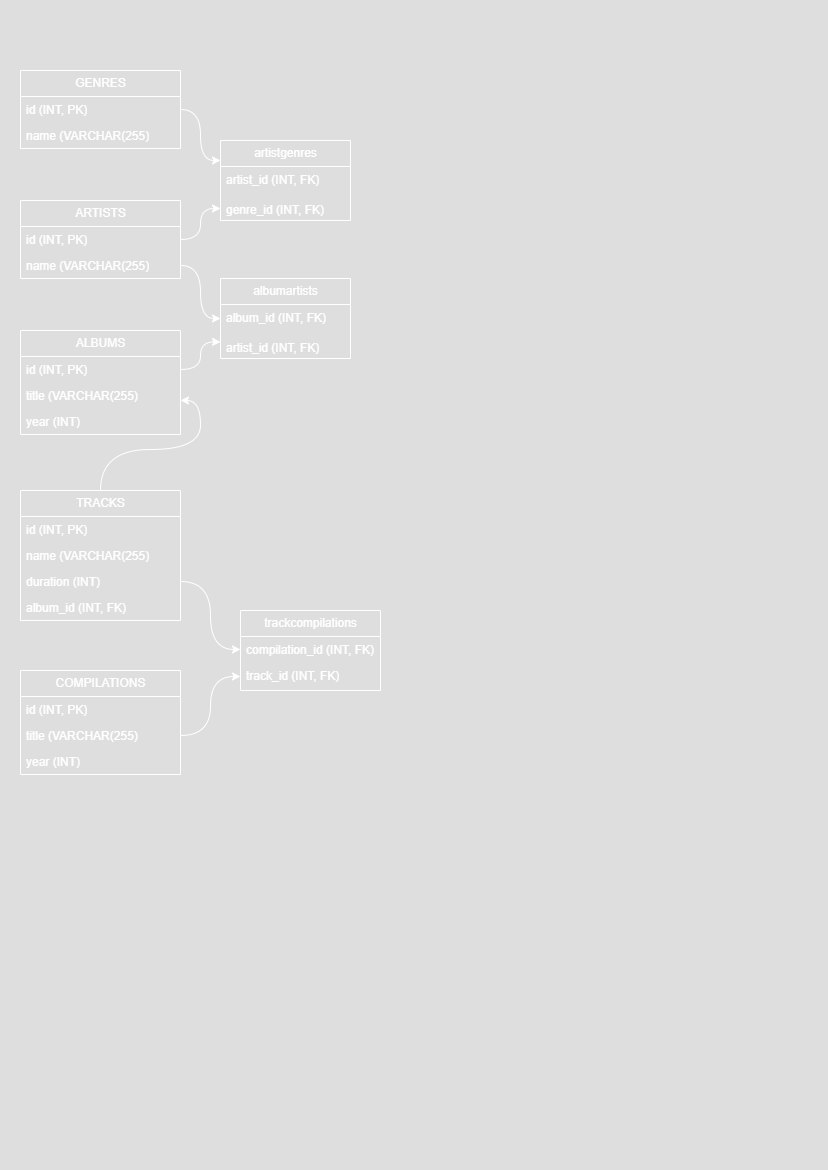 GENRES
id (INT, PK)
name (VARCHAR(255)
artistgenres
artist_id (INT, FK)
genre_id (INT, FK)
ARTISTS
id (INT, PK)
name (VARCHAR(255)
albumartists
album_id (INT, FK)
artist_id (INT, FK)
ALBUMS
id (INT, PK)
title (VARCHAR(255)
year (INT)
TRACKS
id (INT, PK)
name (VARCHAR(255)
duration (INT)
album_id (INT, FK)
trackcompilations
compilation_id (INT, FK)
track_id (INT, FK)
COMPILATIONS
id (INT, PK)
title (VARCHAR(255)
year (INT)